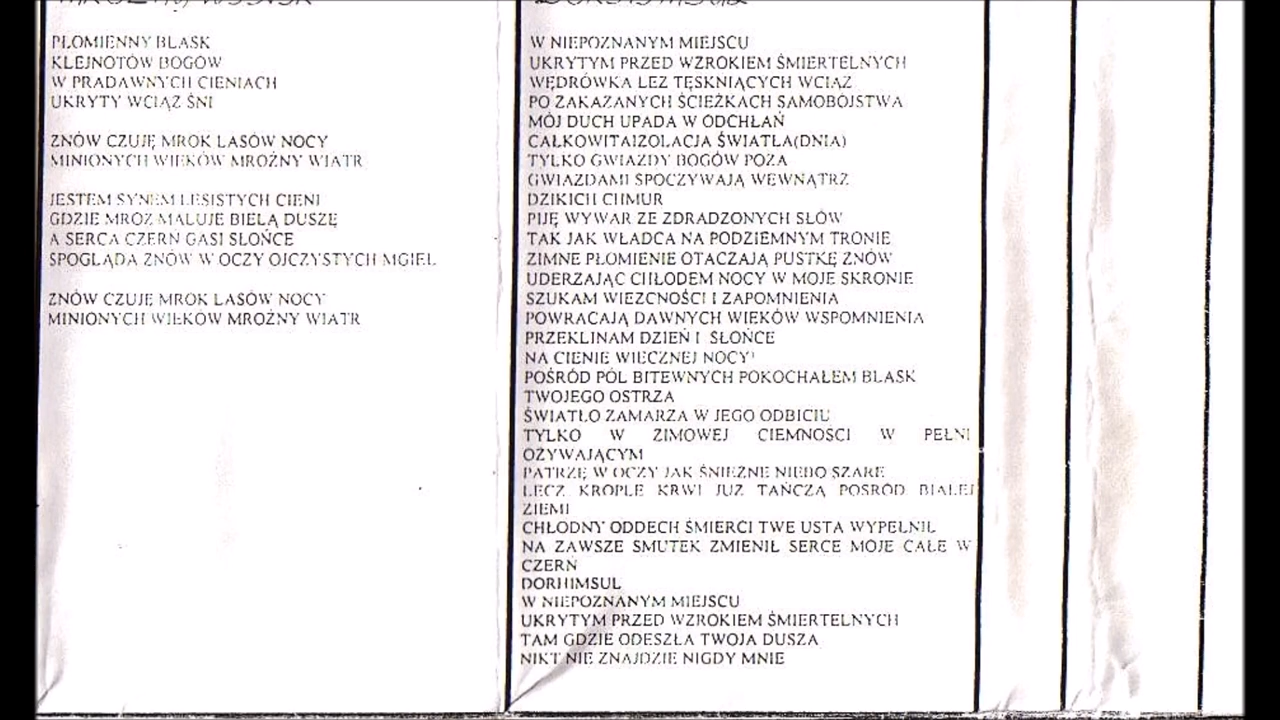 PŁOMIENNY BLASK
KLEJNOTÓW BOGÓW
W PRADAWNYCH CIENIACH
UKRYTY WCIĄŻ ŚNI
ZNÓW CZUJĘ MROK LASÓW NOCY
MINIONYCH WIEKÓW MROŹNY WIATR
JESTEM SYNEM LESISTYCH CIENI
GDZIE MRÓZ MALUJE BIELĄ DUSZĘ
A SERCA CZERŃ GASI SŁOŃCE
SPOGLĄDA ZNÓW W OCZY OJCZYSTYCH MGIEŁ
ZNÓW CZUJĘ MROK LASÓW NOCY
MINIONYCH WIEKÓW MROŹNY WIATR
W NIEPOZNANYM MIEJSCU
UKRYTYM PRZED WZROKIEM ŚMIERTELNYCH
WĘDRÓWKA ŁEZ TĘSKNIĄCYCH WCIĄŻ
PO ZAKAZANYCH ŚCIEŻKACH SAMOBÓJSTWA
MÓJ DUCH UPADA W ODCHŁAŃ
CAŁKOWITAIZOLACJA ŚWIATŁA(DNIA)
TYLKO GWIAZDY BOGÓW POZA
GWIAZDAMI SPOCZYWAJĄ WEWNĄTRZ
DZIKICH CHMUR
PIJĘ WYWAR ZE ZDRADZONYCH SŁÓW
TAK JAK WŁADCA NA PODZIEMNYM TRONIE
ZIMNE PŁOMIENIE OTACZAJĄ PUSTKĘ ZNÓW
UDERZAJĄC CHŁODEM NOCY W MOJE SKRONIE
SZUKAM WIEZCNOŚCI I ZAPOMNIENIA
POWRACAJĄ DAWNYCH WIEKÓW WSPOMNIENIA
PRZEKLINAM DZIEŃ I SŁOŃCE
NA CIENIE WIECZNEJ NOCY!
POŚRÓD PÓL BITEWNYCH POKOCHAŁEM BLASK
TWOJEGO OSTRZA
ŚWIATŁO ZAMARZA W JEGO ODBICIU
TYLKO W ZIMOWEJ CIEMNOŚCI W PEŁNI
OŻYWAJĄCYM
PATRZĘ W OCZY JAK ŚNIEŻNE NIEBO SZARE
LECZ KROPLE KRWI JUŻ TAŃCZĄ POŚRÓD BIAŁEJ
ZIEMI
CHŁODNY ODDECH ŚMIERCI TWE USTA WYPEŁNIŁ
NA ZAWSZE SMUTEK ZMIENIŁ SERCE MOJE CAŁE W
CZERŃ
DORHIMSUL
W NIEPOZNANYM MIEJSCU
UKRYTYM PRZED WZROKIEM ŚMIERTELNYCH
TAM GDZIE ODESZŁA TWOJA DUSZA
NIKT NIE ZNAJDZIE NIGDY MNIE